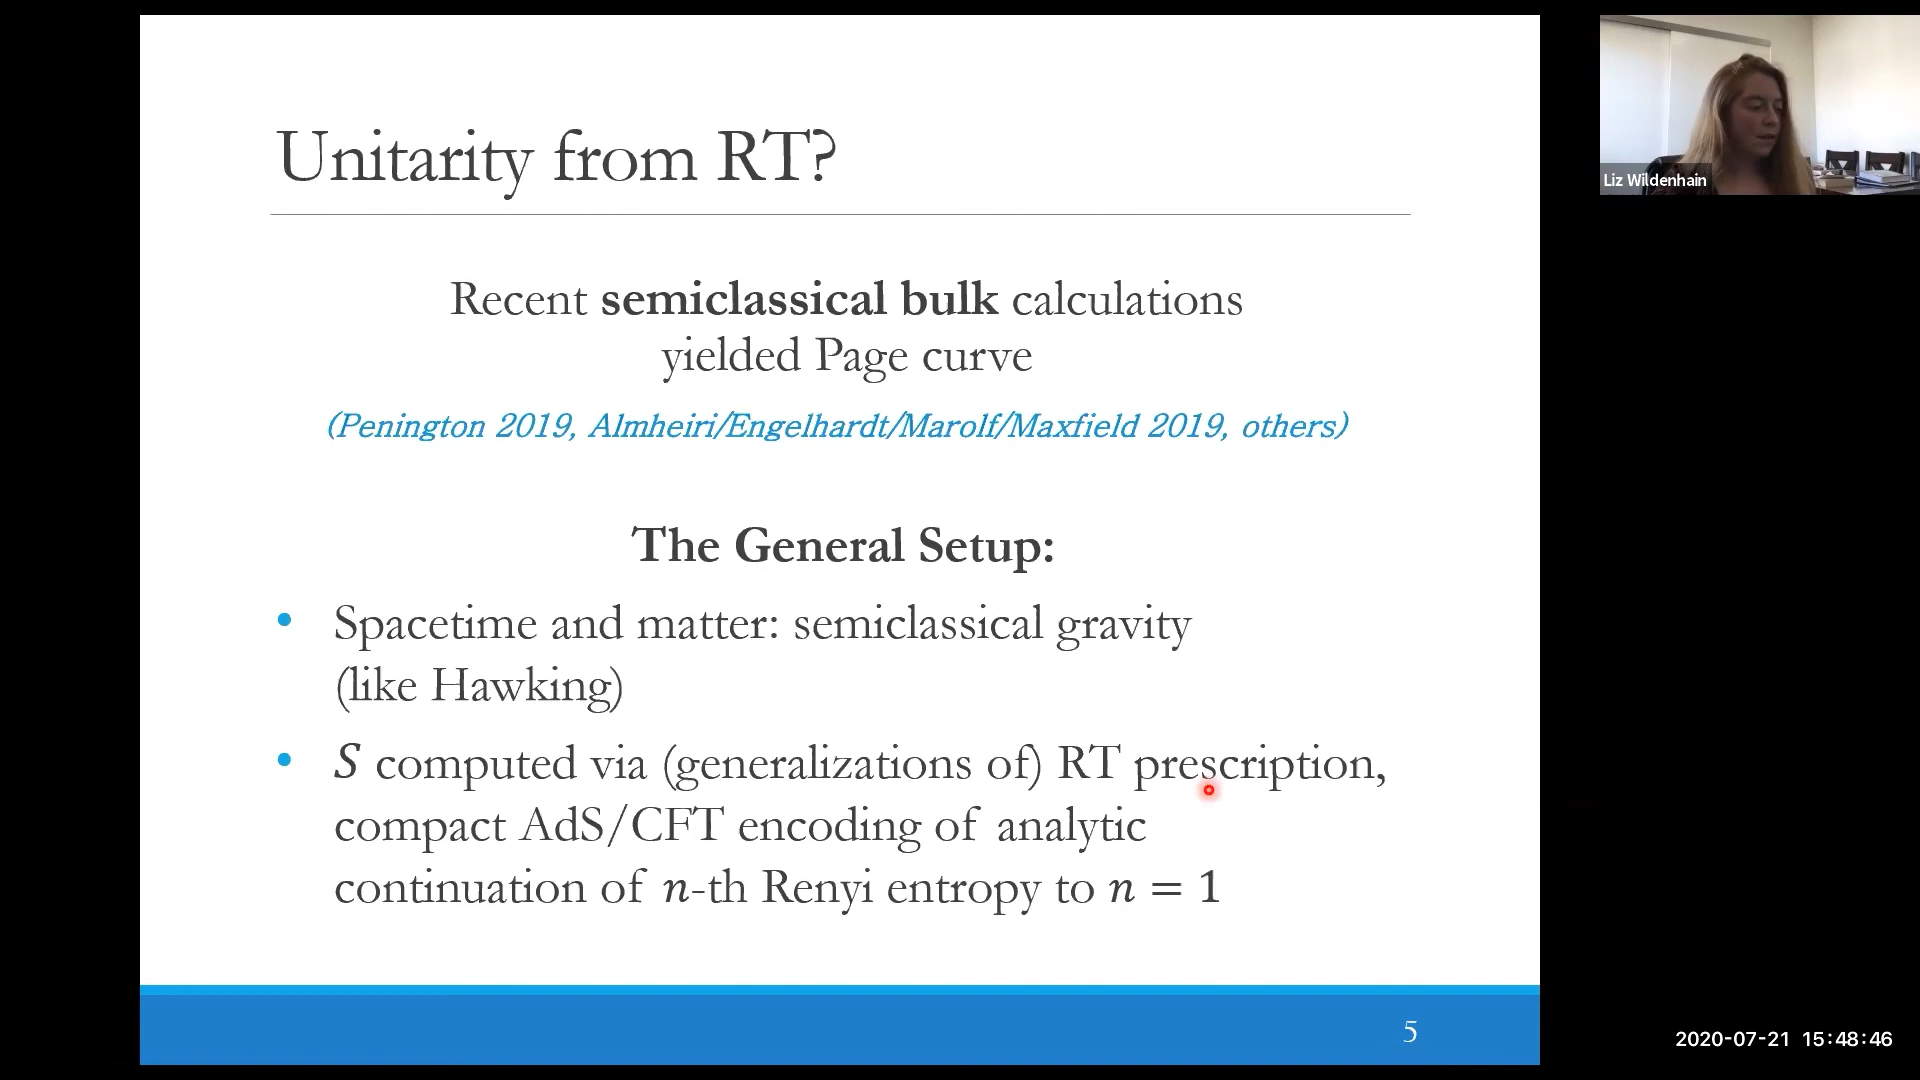 Unitarity from RT?
Recent semiclassical bulk calculations
yielded Page curve
(Penington 2019, Almheiri/Engelhardt/Marolf/Maxfield 2019, others)
The General Setup:
• Spacetime and matter: semiclassical gravity
(like Hawking)
• S computed via (generalizations of) RT prescription,
compact AdS/CFT encoding of analytic
continuation of n-th Renyi entropy to n = 1
5
Liz Wildenhain
2020-07-21 15:48:46